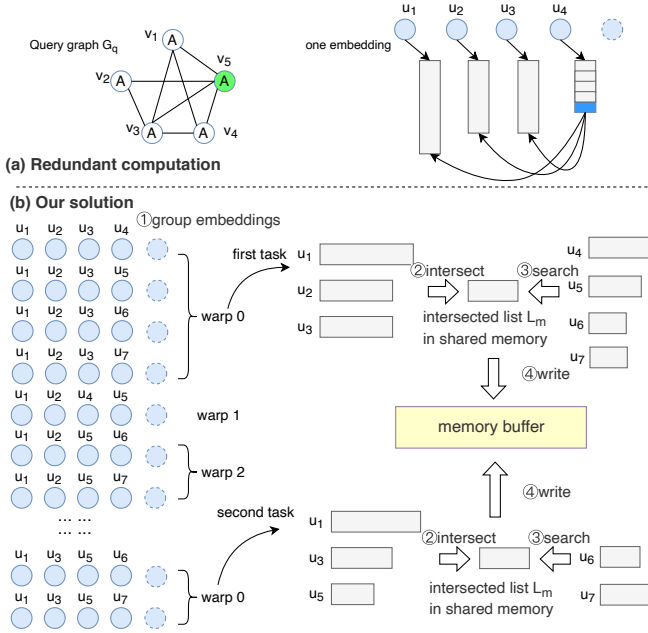 Query graph Gq
v1
v5
v2
v3
v4
A
A
A
A
A
u1 u2 u3 u4
one embedding
(a) Redundant computation
(b) Our solution
①group embeddings
u1 u2 u3 u4
u1 u2 u3 u5
u1 u2 u3 u6
u1 u2 u3 u7
warp 0
u1 u2 u4 u5
warp 1
u1 u2 u5 u6
u1 u2 u5 u7
warp 2
... ...
... ...
u1 u3 u5 u6
u1 u3 u5 u7
warp 0
first task
u1
u2
u3
②intersect
③search
u4
u5
u6
u7
intersected list Lm
in shared memory
④write
memory buffer
④write
second task
u1
u3
u5
②intersect
③search
u6
u7
intersected list Lm
in shared memory